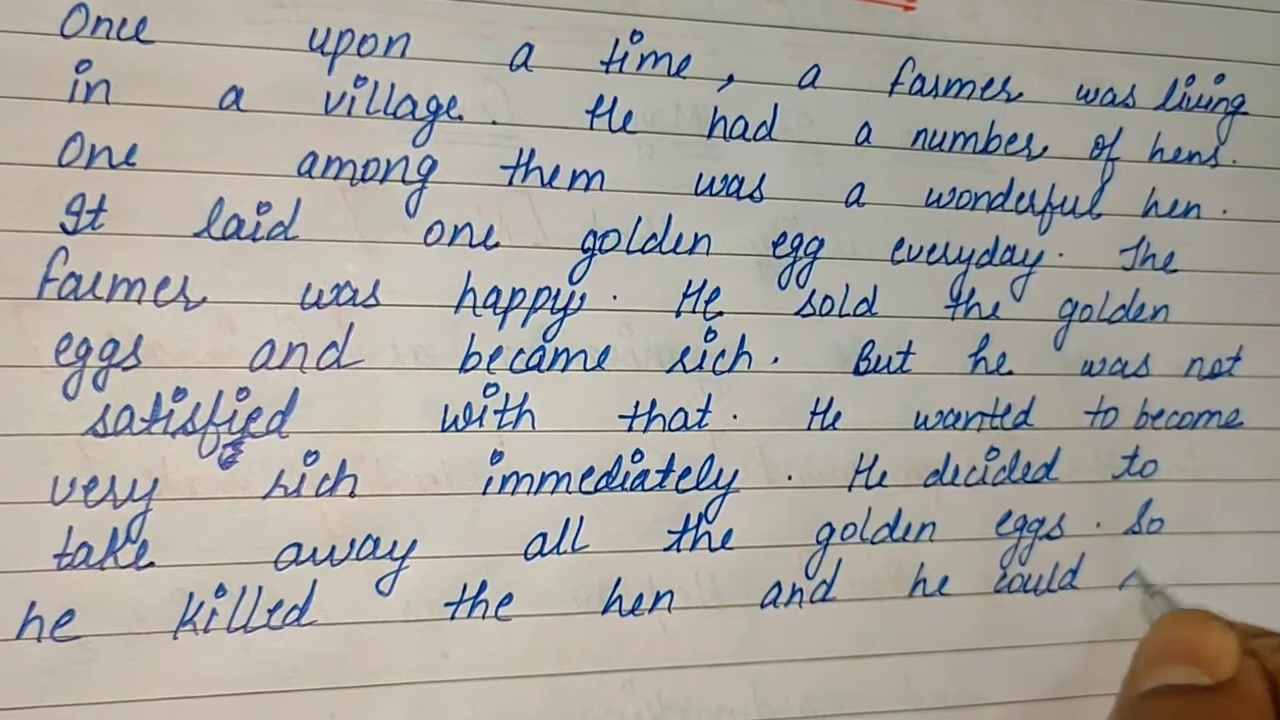 Once upon a time, a farmer was living
in a village. He had a number of hens.
One among them was a wonderful hen.
It laid one golden egg everyday. The
farmer was happy. He sold the golden
eggs and became rich. But he was not
satisfied with that. He wanted to become
very rich immediately. He decided to
take away all the golden eggs. So
he killed the hen and he could